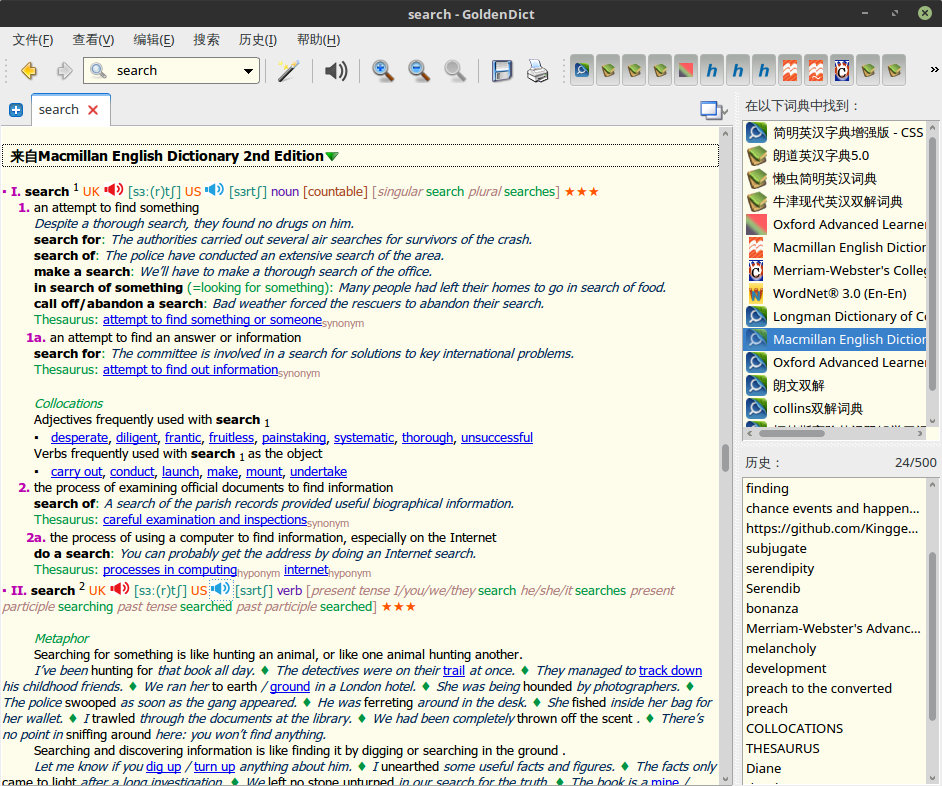 search - GoldenDict
文件(F) 查看(V) 编辑(E) 搜索 历史(I) 帮助(H)
search
search
来自Macmillan English Dictionary 2nd Edition
I. search 1 UK [sɜː(r)tʃ] US [sɜrtʃ] noun [countable] [singular search plural searches] ★★★
1. an attempt to find something
Despite a thorough search, they found no drugs on him.
search for: The authorities carried out several air searches for survivors of the crash.
search of: The police have conducted an extensive search of the area.
make a search: We’ll have to make a thorough search of the office.
in search of something (=looking for something): Many people had left their homes to go in search of food.
call off/abandon a search: Bad weather forced the rescuers to abandon their search.
Thesaurus: attempt to find something or someone synonym
1a. an attempt to find an answer or information
search for: The committee is involved in a search for solutions to key international problems.
Thesaurus: attempt to find out information synonym
Collocations
Adjectives frequently used with search 1
▪ desperate, diligent, frantic, fruitless, painstaking, systematic, thorough, unsuccessful
Verbs frequently used with search 1 as the object
▪ carry out, conduct, launch, make, mount, undertake
2. the process of examining official documents to find information
search of: A search of the parish records provided useful biographical information.
Thesaurus: careful examination and inspections synonym
2a. the process of using a computer to find information, especially on the Internet
do a search: You can probably get the address by doing an Internet search.
Thesaurus: processes in computing hyponym internet hyponym
II. search 2 UK [sɜː(r)tʃ] US [sɜrtʃ] verb [present tense I/you/we/they search he/she/it searches present
participle searching past tense searched past participle searched] ★★★
Metaphor
Searching for something is like hunting an animal, or like one animal hunting another.
I’ve been hunting for that book all day. ♦ The detectives were on their trail at once. ♦ They managed to track down
his childhood friends. ♦ We ran her to earth / ground in a London hotel. ♦ She was being hounded by photographers. ♦
The police swooped as soon as the gang appeared. ♦ He was ferreting around in the desk. ♦ She fished inside her bag for
her wallet. ♦ I trawled through the documents at the library. ♦ We had been completely thrown off the scent . ♦ There’s
no point in sniffing around here: you won’t find anything.
Searching and discovering information is like finding it by digging or searching in the ground .
Let me know if you dig up / turn up anything about him. ♦ I unearthed some useful facts and figures. ♦ The facts only
came to light after a long investigation. ♦ We left no stone unturned in our search for the truth. ♦ The book is a mine /
在以下词典中找到：
简明英汉字典增强版 - CSS
朗道英汉字典5.0
懒虫简明英汉词典
牛津现代英汉双解词典
Oxford Advanced Learner
Macmillan English Diction
Merriam-Webster's Colleg
WordNet® 3.0 (En-En)
Longman Dictionary of Co
Macmillan English Diction
Oxford Advanced Learner
朗文双解
collins双解词典
历史： 24/500
finding
chance events and happen...
https://github.com/Kingge...
subjugate
serendipity
Serendib
bonanza
Merriam-Webster's Advanc...
melancholy
development
preach to the converted
preach
COLLOCATIONS
THESAURUS
Diane